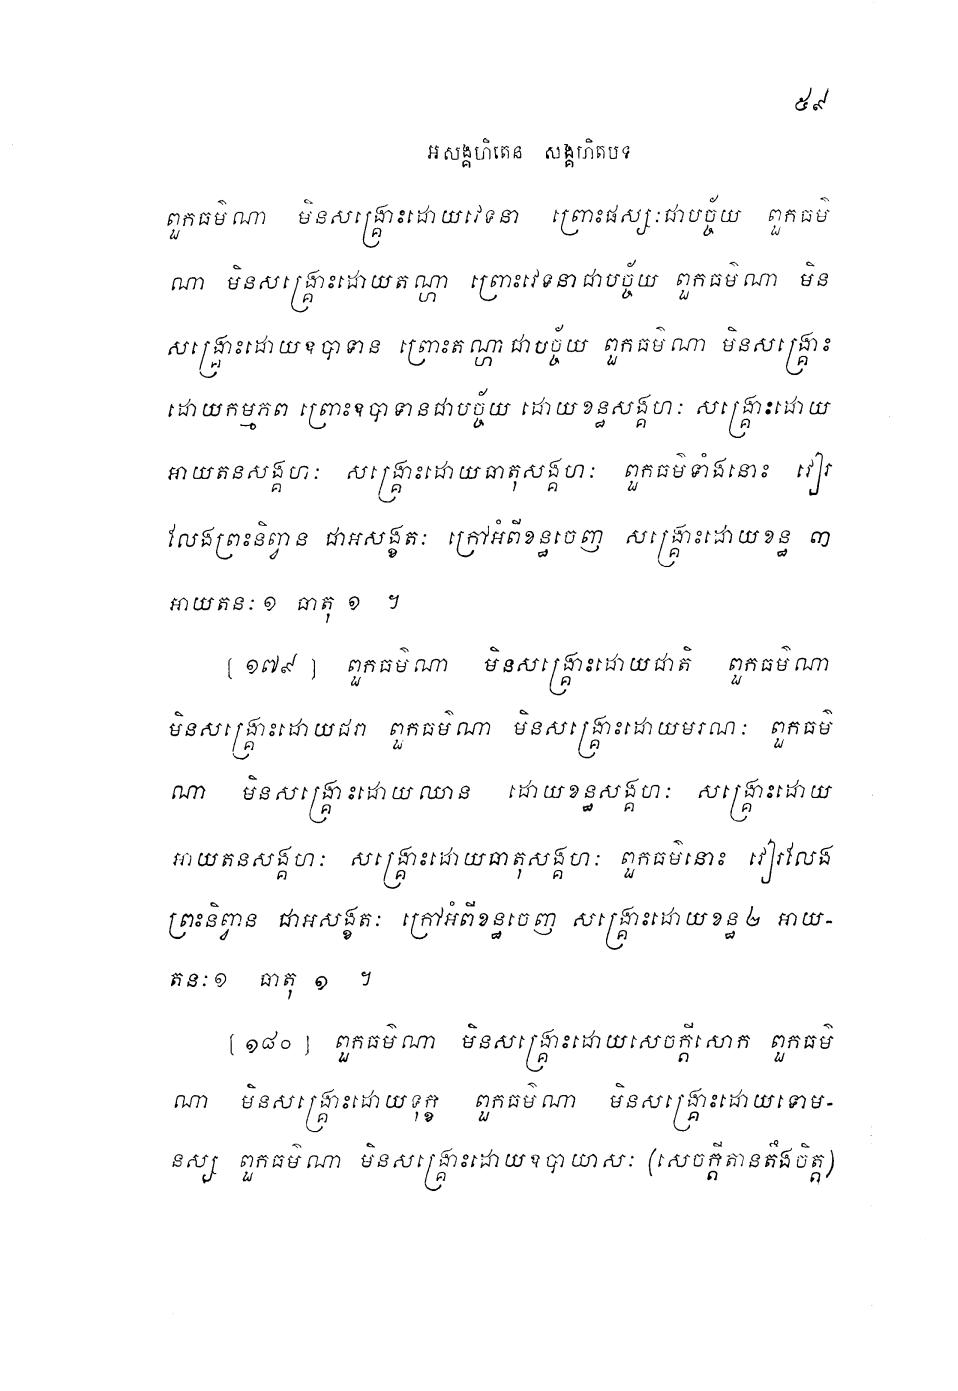 ៥៩
អសង្គហិតេន សង្គហិតបទ
ពួកធម៌ណា មិនសង្គ្រោះដោយវេទនា ព្រោះផស្សៈជាបច្ច័យ ពួកធម៌
ណា មិនសង្គ្រោះដោយតណ្ហា ព្រោះវេទនាជាបច្ច័យ ពួកធម៌ណា មិន
សង្គ្រោះដោយឧបាទាន ព្រោះតណ្ហាជាបច្ច័យ ពួកធម៌ណា មិនសង្គ្រោះ
ដោយកម្មភព ព្រោះឧបាទានជាបច្ច័យ ដោយខន្ធសង្គហៈ សង្គ្រោះដោយ
អាយតនសង្គហៈ សង្គ្រោះដោយធាតុសង្គហៈ ពួកធម៌ទាំងនោះ វៀរ
លែងព្រះនិព្វាន ជាអសង្ខតៈ ក្រៅអំពីខន្ធចេញ សង្គ្រោះដោយខន្ធ ៣
អាយតនៈ ១ ធាតុ ១ ។
[១៧៩] ពួកធម៌ណា មិនសង្គ្រោះដោយជាតិ ពួកធម៌ណា
មិនសង្គ្រោះដោយជរា ពួកធម៌ណា មិនសង្គ្រោះដោយមរណៈ ពួកធម៌
ណា មិនសង្គ្រោះដោយឈាន ដោយខន្ធសង្គហៈ សង្គ្រោះដោយ
អាយតនសង្គហៈ សង្គ្រោះដោយធាតុសង្គហៈ ពួកធម៌នោះ វៀរលែង
ព្រះនិព្វាន ជាអសង្ខតៈ ក្រៅអំពីខន្ធចេញ សង្គ្រោះដោយខន្ធ ២ អាយ-
តនៈ ១ ធាតុ ១ ។
[១៨០] ពួកធម៌ណា មិនសង្គ្រោះដោយសេចក្ដីសោក ពួកធម៌
ណា មិនសង្គ្រោះដោយទុក្ខ ពួកធម៌ណា មិនសង្គ្រោះដោយទោម-
នស្ស ពួកធម៌ណា មិនសង្គ្រោះដោយឧបាយាសៈ (សេចក្ដីតានតឹងចិត្ត)